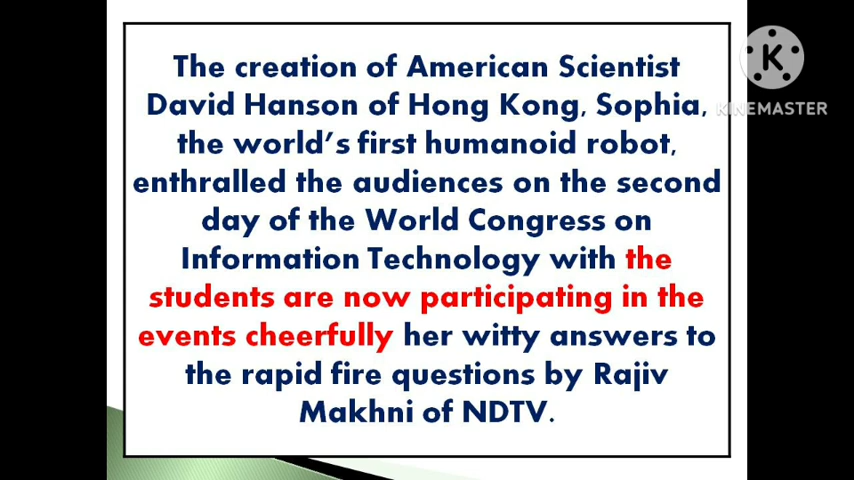 The creation of American Scientist
David Hanson of Hong Kong, Sophia,
the world's first humanoid robot,
enthralled the audiences on the second
day of the World Congress on
Information Technology with the
students are now participating in the
events cheerfully her witty answers to
the rapid fire questions by Rajiv
Makhni of NDTV.
K
KINEMASTER